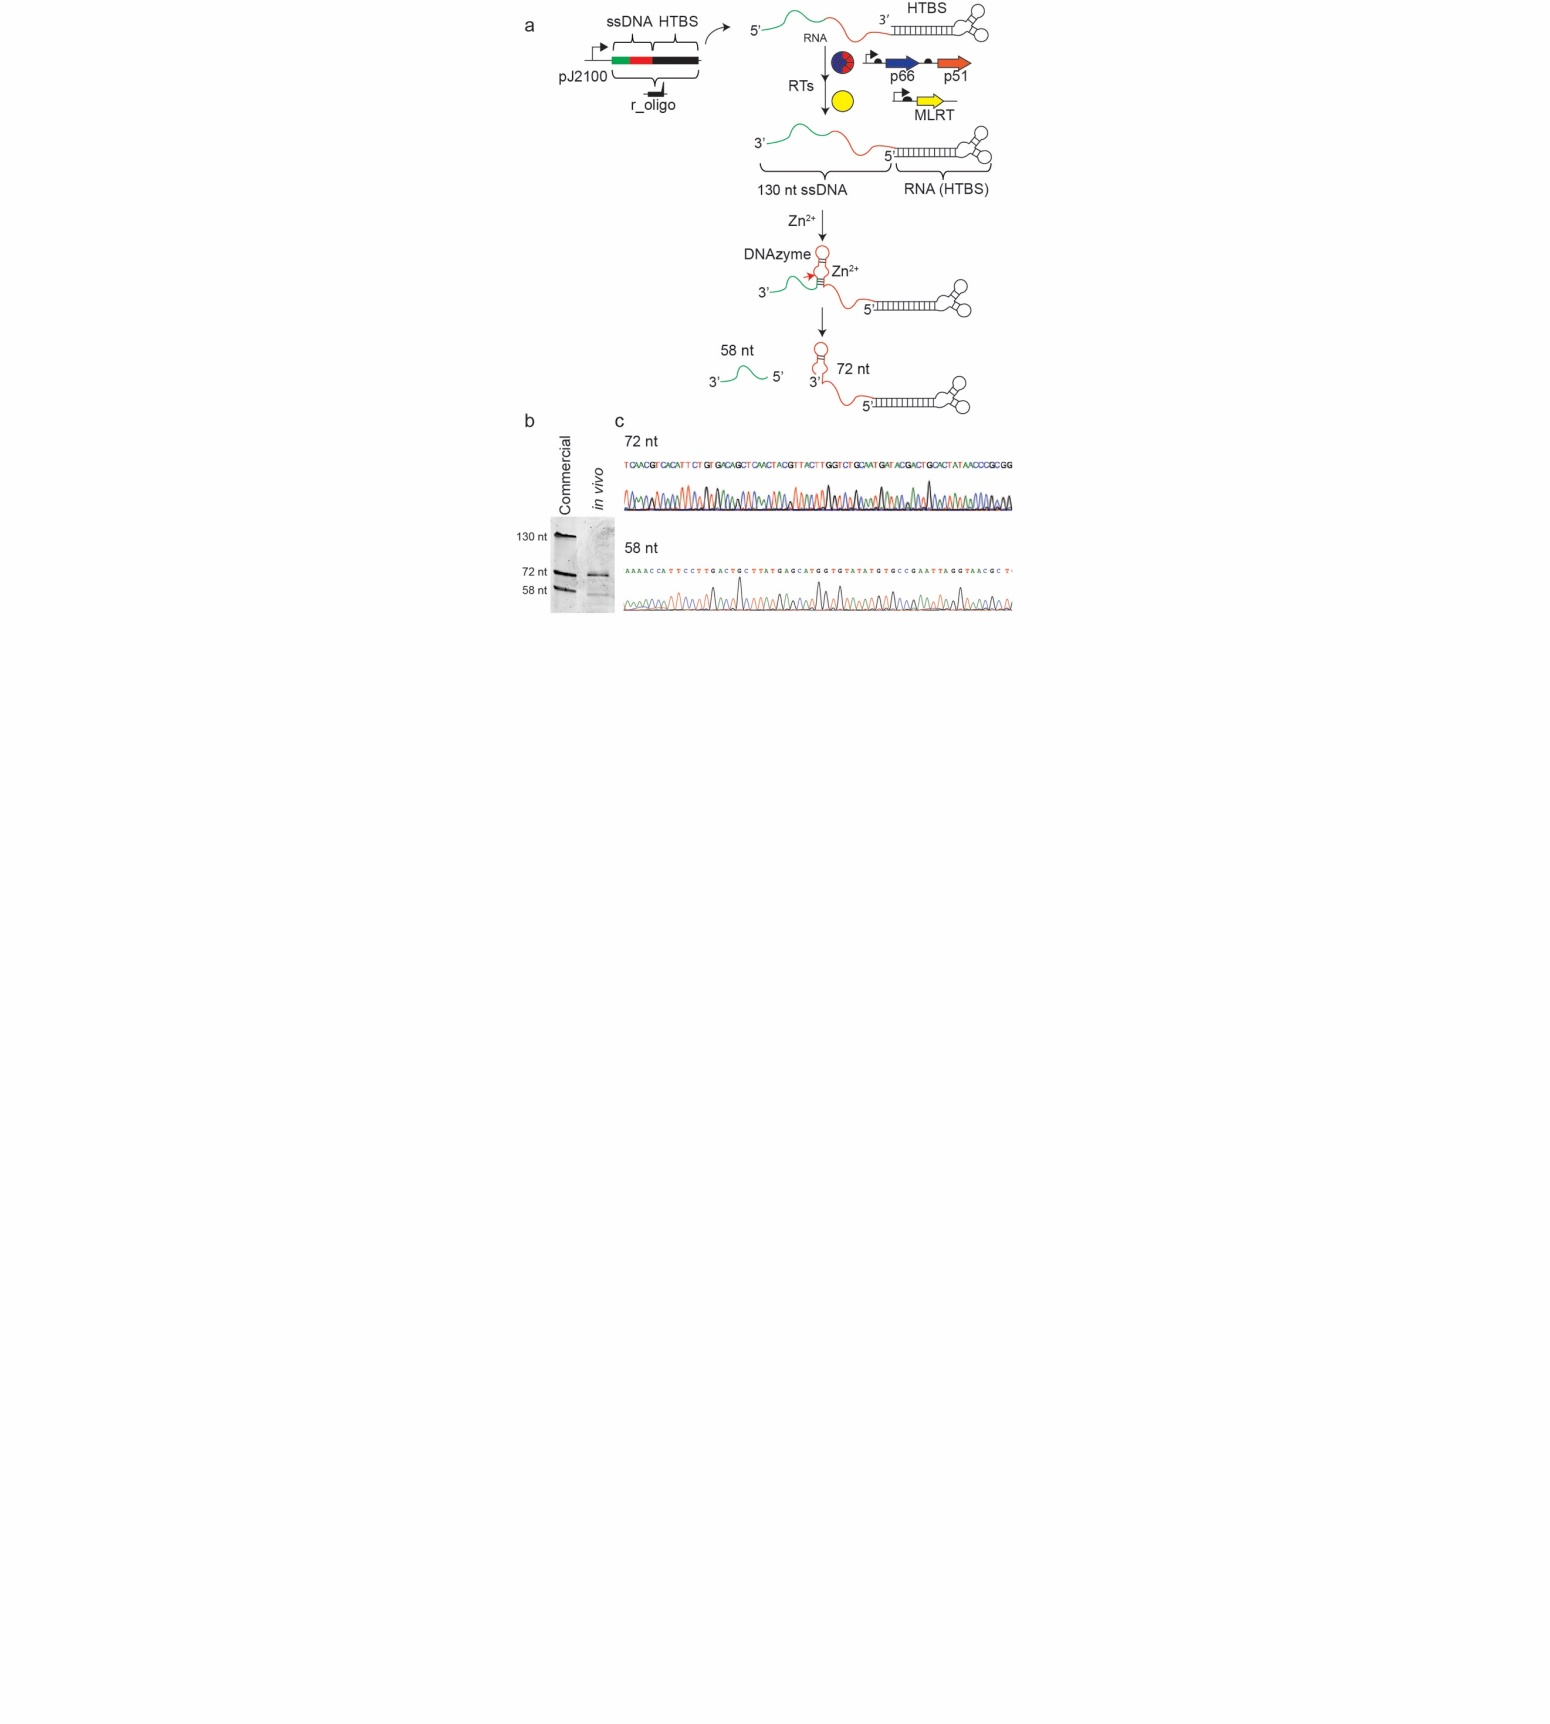 a
ssDNA HTBS
pJ2100
r_oligo
5’
3’
HTBS
RNA
RTs
p66
p51
MLRT
3’
5’
130 nt ssDNA
RNA (HTBS)
Zn2+
DNAzyme
Zn2+
3’
5’
58 nt
3’
5’
72 nt
3’
5’
b
Commercial
in vivo
130 nt
72 nt
58 nt
c
72 nt
TCAACGTCACATTCTGTGACAGCTCAACTACGTTACTTGGTCTGCAATGATACGACTGCACTATAACCCGCGG
58 nt
AAAACCATTCCTTGACTGCTTATGAGCATGGTGTATATGTGCCGAATTAGGTAACGCT